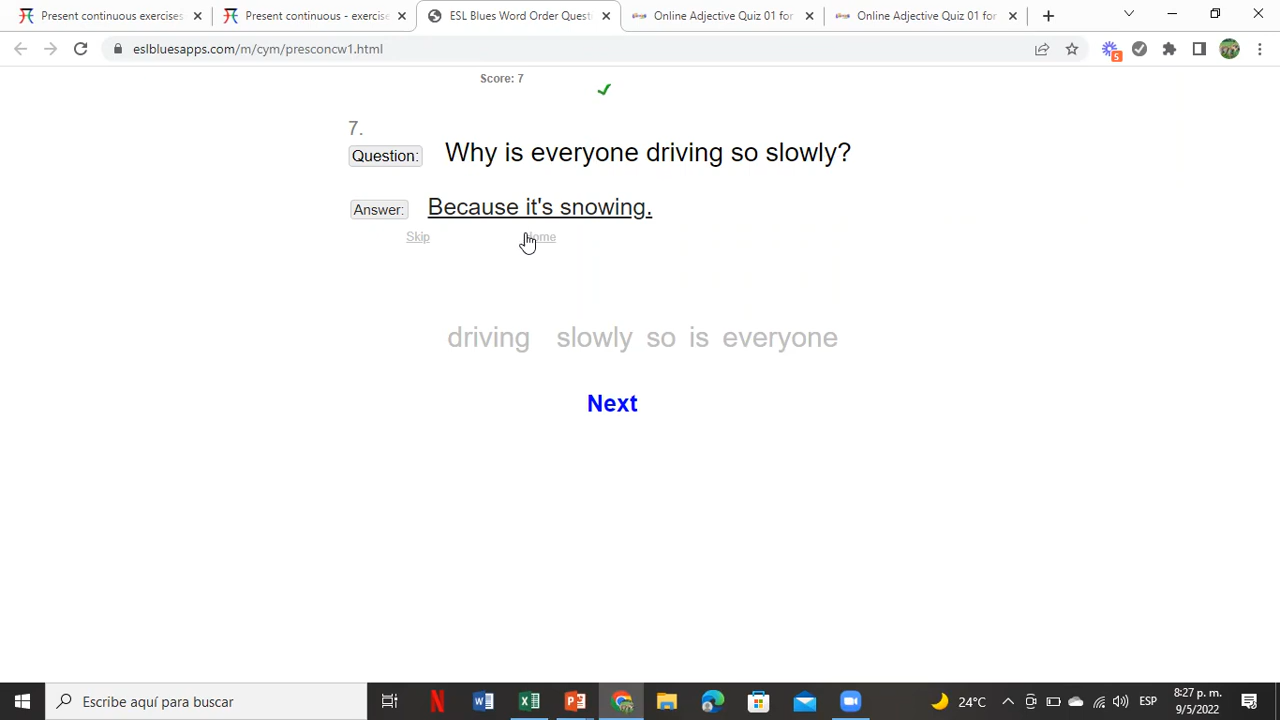 Present continuous exercises
Present continuous - exercise
ESL Blues Word Order Quest
Online Adjective Quiz 01 for
Online Adjective Quiz 01 for
eslbluesapps.com/m/cym/presconcw1.html
5
Score: 7
7.
Question: Why is everyone driving so slowly?
Answer: Because it's snowing.
Skip
driving slowly so is everyone
Next
Escribe aquí para buscar
24°C
ESP
8:27 p. m.
9/5/2022